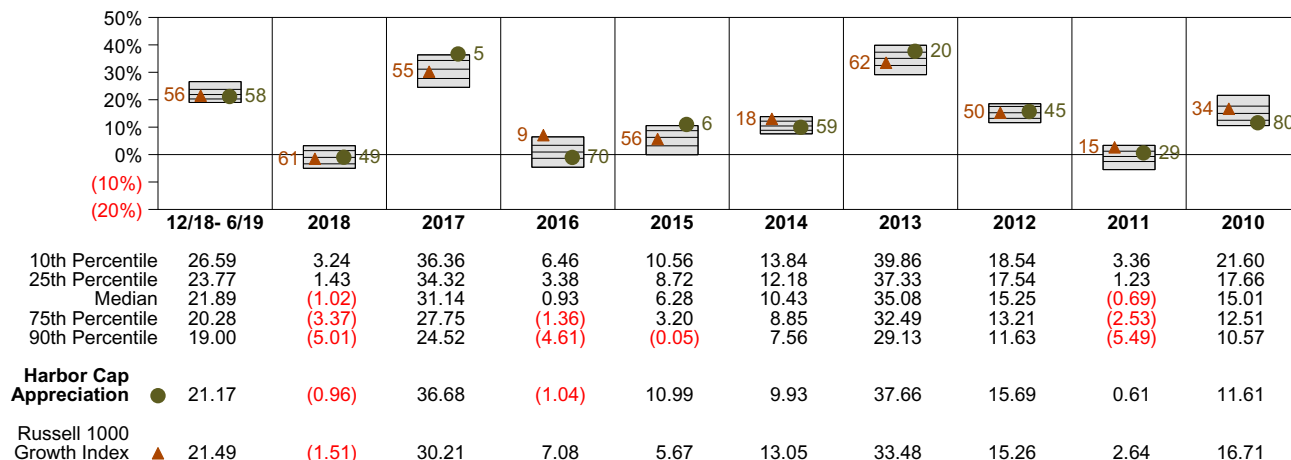 50%
40%
30%
20%
10%
0%
(10%)
(20%)
56 58
61 49
55 5
9 70
56 6
18 59
62 20
50 45
15 29
34 80
12/18- 6/19 2018 2017 2016 2015 2014 2013 2012 2011 2010
10th Percentile 26.59 3.24 36.36 6.46 10.56 13.84 39.86 18.54 3.36 21.60
25th Percentile 23.77 1.43 34.32 3.38 8.72 12.18 37.33 17.54 1.23 17.66
Median 21.89 (1.02) 31.14 0.93 6.28 10.43 35.08 15.25 (0.69) 15.01
75th Percentile 20.28 (3.37) 27.75 (1.36) 3.20 8.85 32.49 13.21 (2.53) 12.51
90th Percentile 19.00 (5.01) 24.52 (4.61) (0.05) 7.56 29.13 11.63 (5.49) 10.57
Harbor Cap
Appreciation 21.17 (0.96) 36.68 (1.04) 10.99 9.93 37.66 15.69 0.61 11.61
Russell 1000
Growth Index 21.49 (1.51) 30.21 7.08 5.67 13.05 33.48 15.26 2.64 16.71